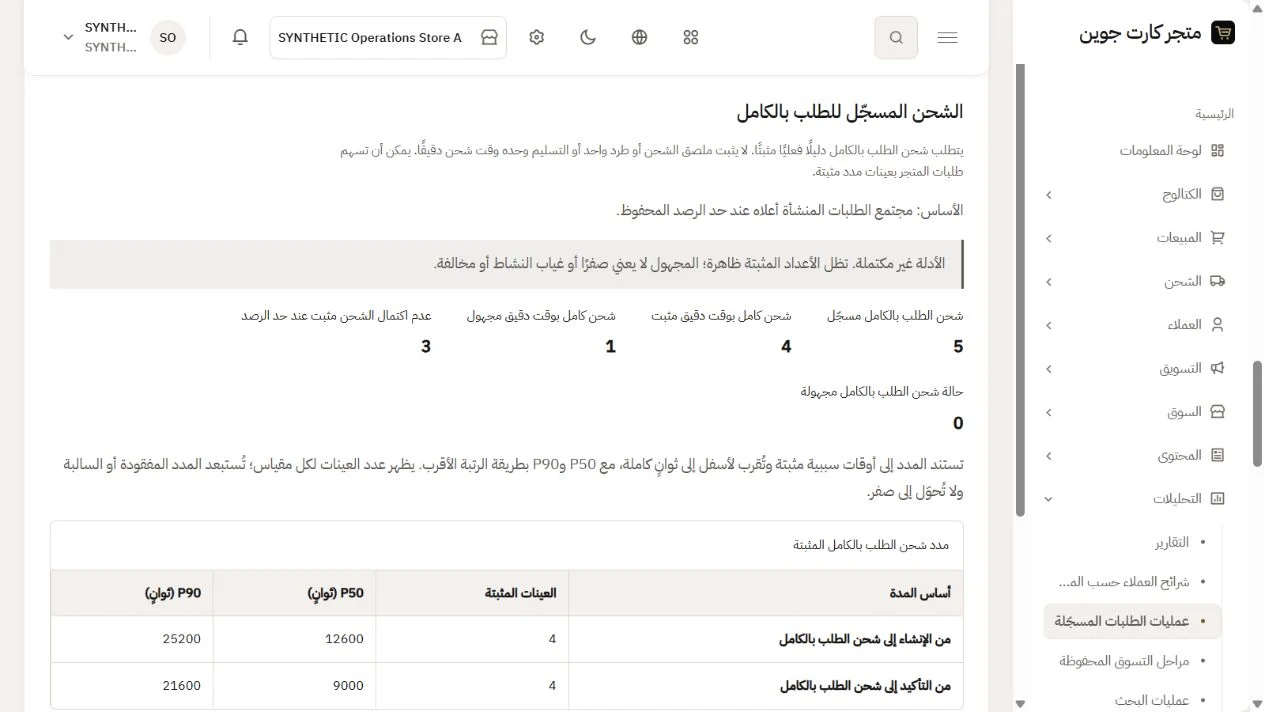 متجر كارت جوين
SYNTHETIC Operations Store A
SO
SYNTH...
SYNTH...
الرئيسية
لوحة المعلومات
الكتالوج
المبيعات
الشحن
العملاء
التسويق
السوق
المحتوى
التحليلات
التقارير
شرائح العملاء حسب المد...
عمليات الطلبات المسجّلة
مراحل التسوق المحفوظة
عمليات البحث
الشحن المسجّل للطلب بالكامل
يتطلب شحن الطلب بالكامل دليلًا فعليًا مثبتًا. لا يثبت ملصق الشحن أو طرد واحد أو التسليم وحده وقت شحن دقيقًا. يمكن أن تسهم
طلبات المتجر بعينات مدد مثبتة.
الأساس: مجتمع الطلبات المنشأة أعلاه عند حد الرصد المحفوظ.
الأدلة غير مكتملة. تظل الأعداد المثبتة ظاهرة؛ المجهول لا يعني صفرًا أو غياب النشاط أو مخالفة.
شحن الطلب بالكامل مسجّل
5
شحن كامل بوقت دقيق مثبت
4
شحن كامل بوقت دقيق مجهول
1
عدم اكتمال الشحن مثبت عند حد الرصد
3
حالة شحن الطلب بالكامل مجهولة
0
تستند المدد إلى أوقات سببية مثبتة وتُقرب لأسفل إلى ثوانٍ كاملة، مع P50 وP90 بطريقة الرتبة الأقرب. يظهر عدد العينات لكل مقياس؛ تُستبعد المدد المفقودة أو السالبة
ولا تُحوّل إلى صفر.
مدد شحن الطلب بالكامل المثبتة
أساس المدة العينات المثبتة P50 (ثوانٍ) P90 (ثوانٍ)
من الإنشاء إلى شحن الطلب بالكامل 4 12600 25200
من التأكيد إلى شحن الطلب بالكامل 4 9000 21600